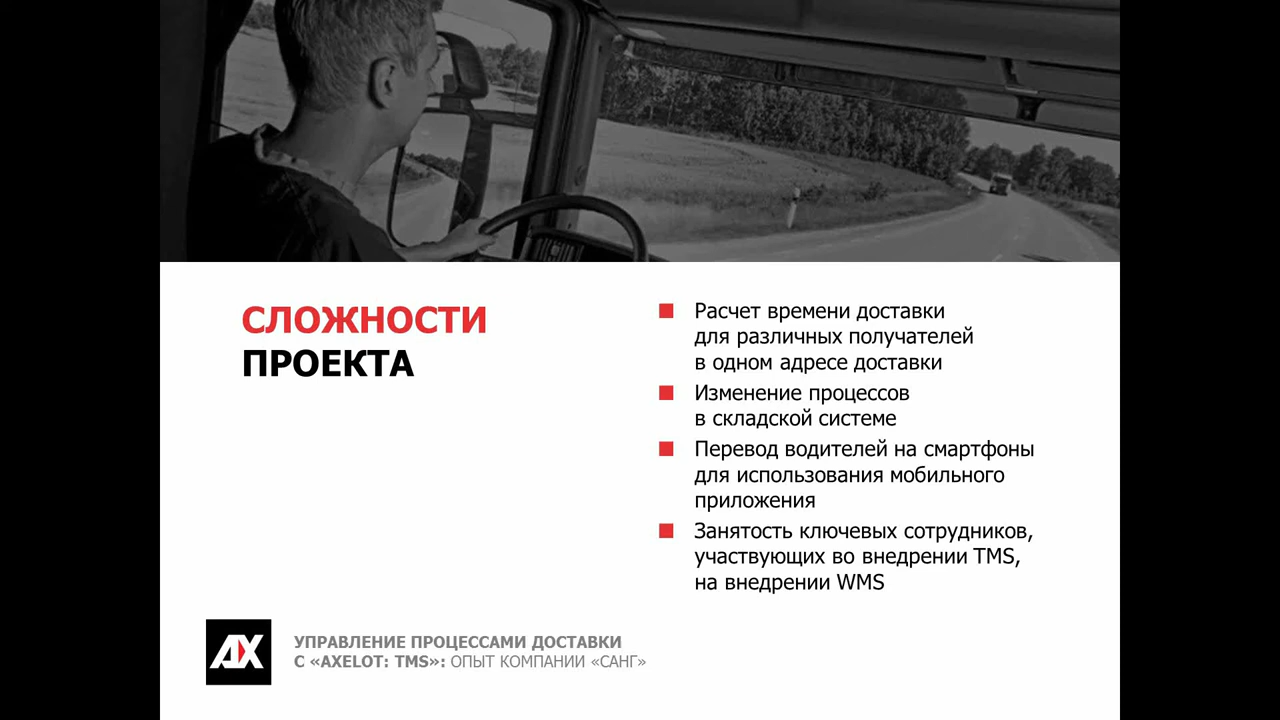 СЛОЖНОСТИ
ПРОЕКТА
Расчет времени доставки
для различных получателей
в одном адресе доставки
Изменение процессов
в складской системе
Перевод водителей на смартфоны
для использования мобильного
приложения
Занятость ключевых сотрудников,
участвующих во внедрении TMS,
на внедрении WMS
AX
УПРАВЛЕНИЕ ПРОЦЕССАМИ ДОСТАВКИ
С «AXELOT: TMS»: ОПЫТ КОМПАНИИ «САНГ»